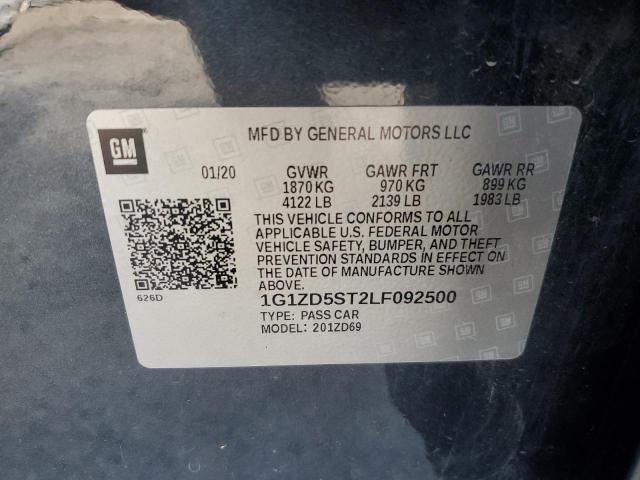 GM
MFD BY GENERAL MOTORS LLC
01/20 GVWR GAWR FRT GAWR RR
1870 KG 970 KG 899 KG
4122 LB 2139 LB 1983 LB
THIS VEHICLE CONFORMS TO ALL
APPLICABLE U.S. FEDERAL MOTOR
VEHICLE SAFETY, BUMPER, AND THEFT
PREVENTION STANDARDS IN EFFECT ON
THE DATE OF MANUFACTURE SHOWN
ABOVE.
626D
1G1ZD5ST2LF092500
TYPE: PASS CAR
MODEL: 201ZD69